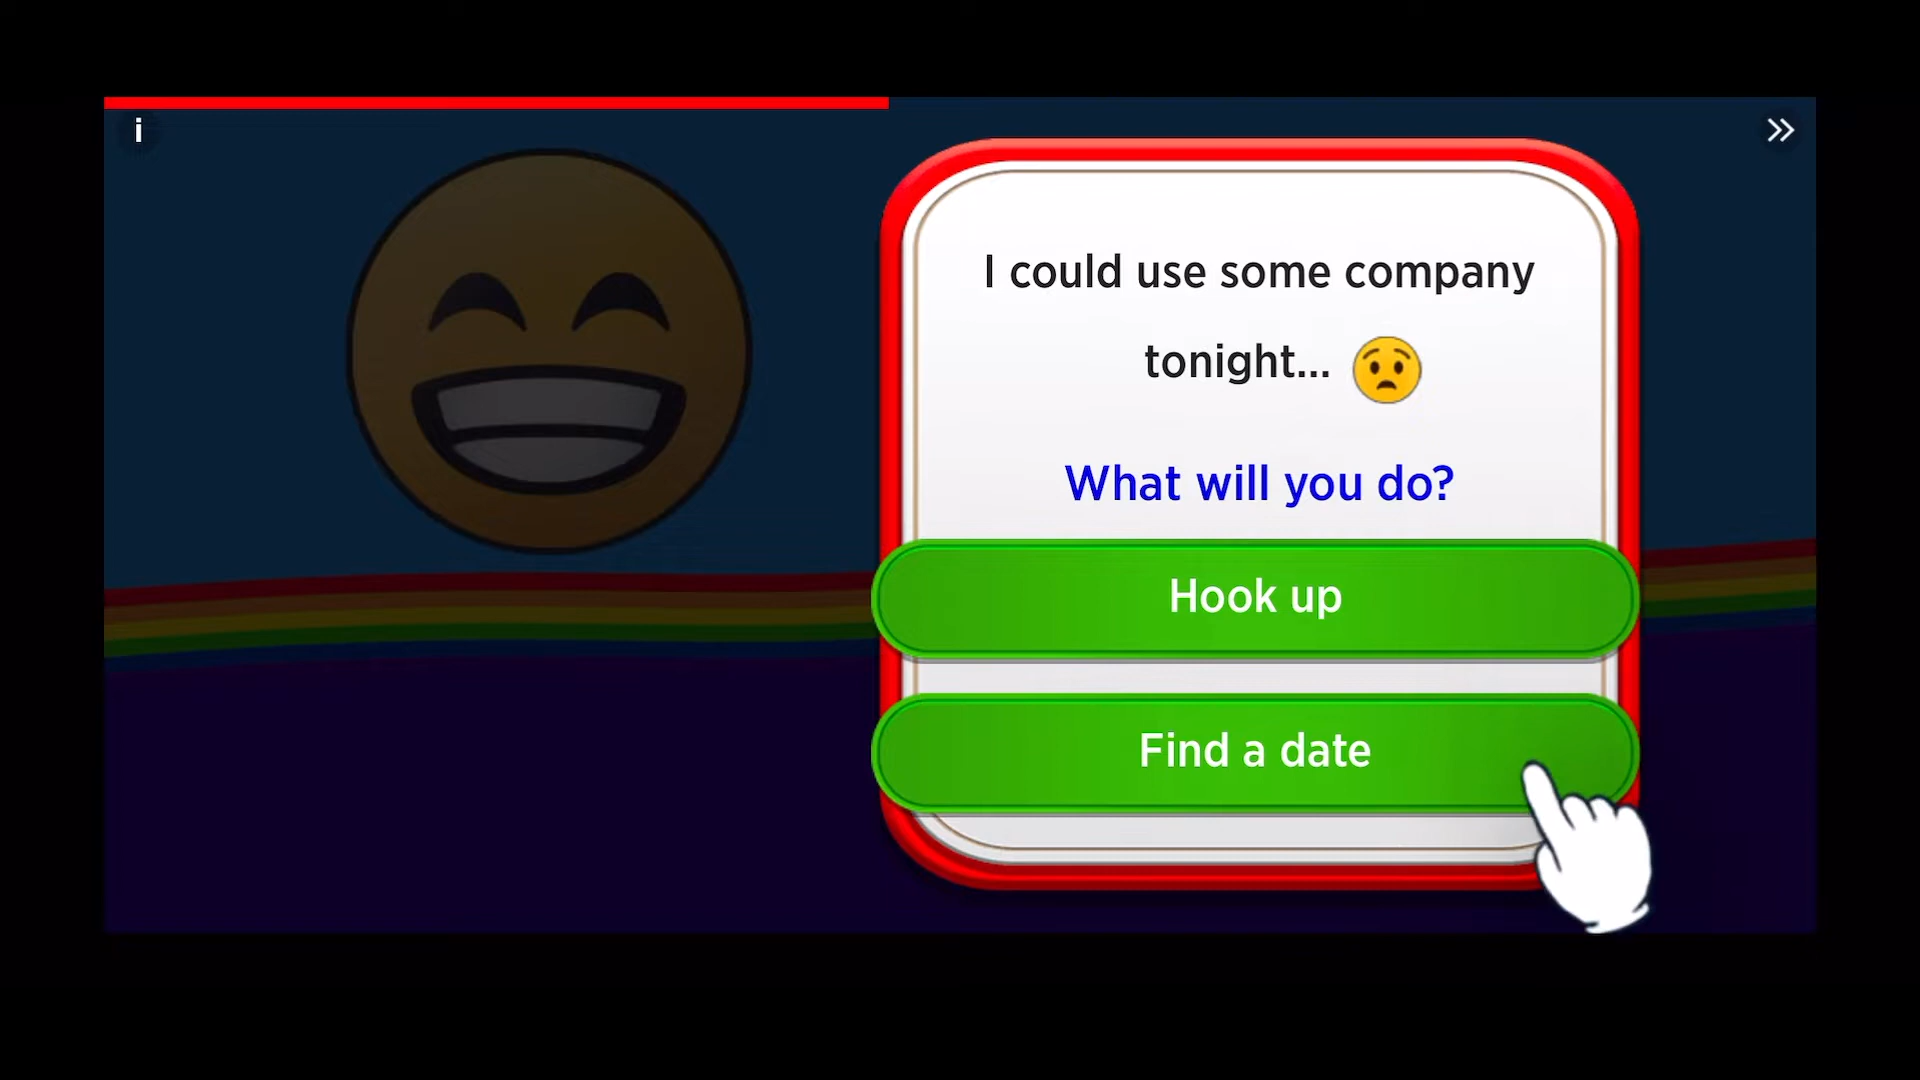 i
I could use some company
tonight...
What will you do?
Hook up
Find a date